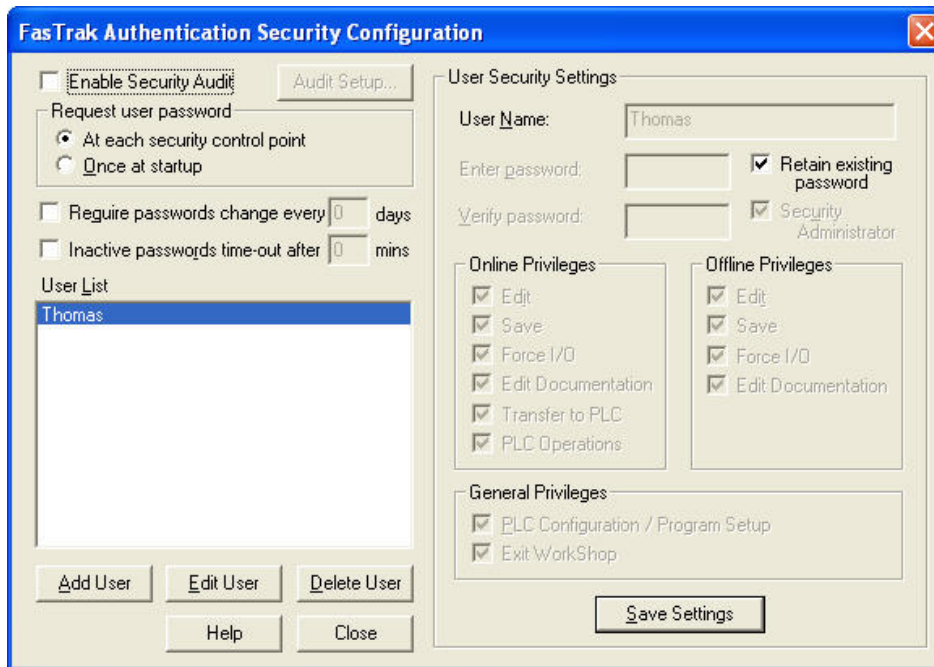 FasTrak Authentication Security Configuration
Enable Security Audit
Audit Setup...
Request user password
At each security control point
Once at startup
Require passwords change every 0 days
Inactive passwords time-out after 0 mins
User List
Thomas
Add User
Edit User
Delete User
Help
Close
User Security Settings
User Name: Thomas
Enter password:
Retain existing
password
Verify password:
Security
Administrator
Online Privileges
Edit
Save
Force I/O
Edit Documentation
Transfer to PLC
PLC Operations
Offline Privileges
Edit
Save
Force I/O
Edit Documentation
General Privileges
PLC Configuration / Program Setup
Exit WorkShop
Save Settings